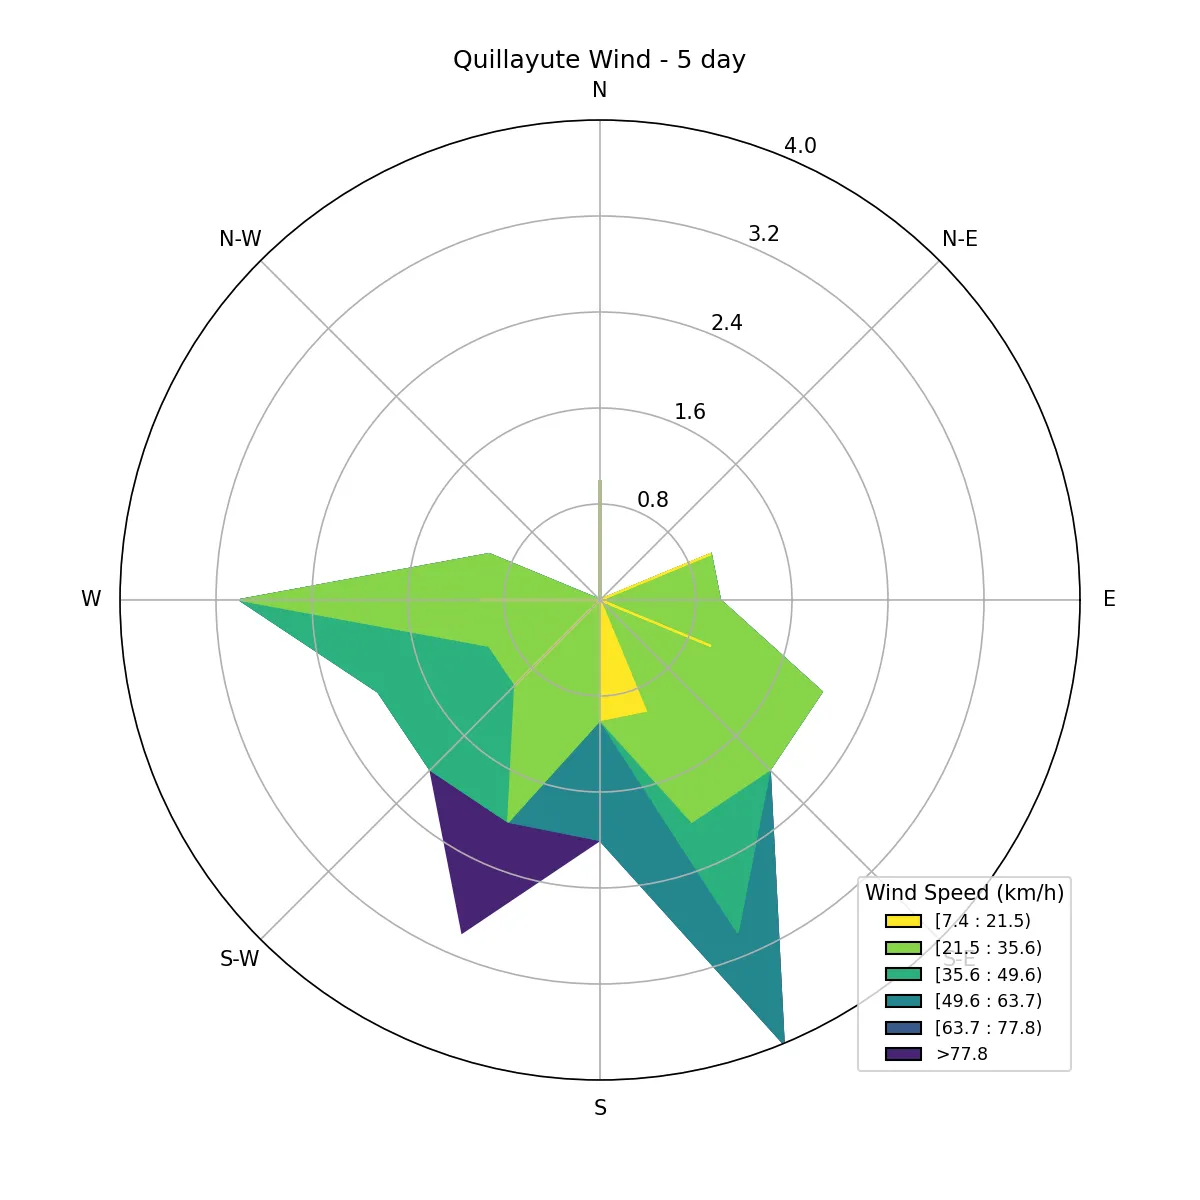 Quillayute Wind - 5 day
N
4.0
N-W
3.2
N-E
2.4
1.6
0.8
W
E
Wind Speed (km/h)
[7.4 : 21.5)
[21.5 : 35.6)
S-W
S-E
[35.6 : 49.6)
[49.6 : 63.7)
[63.7 : 77.8)
>77.8
S